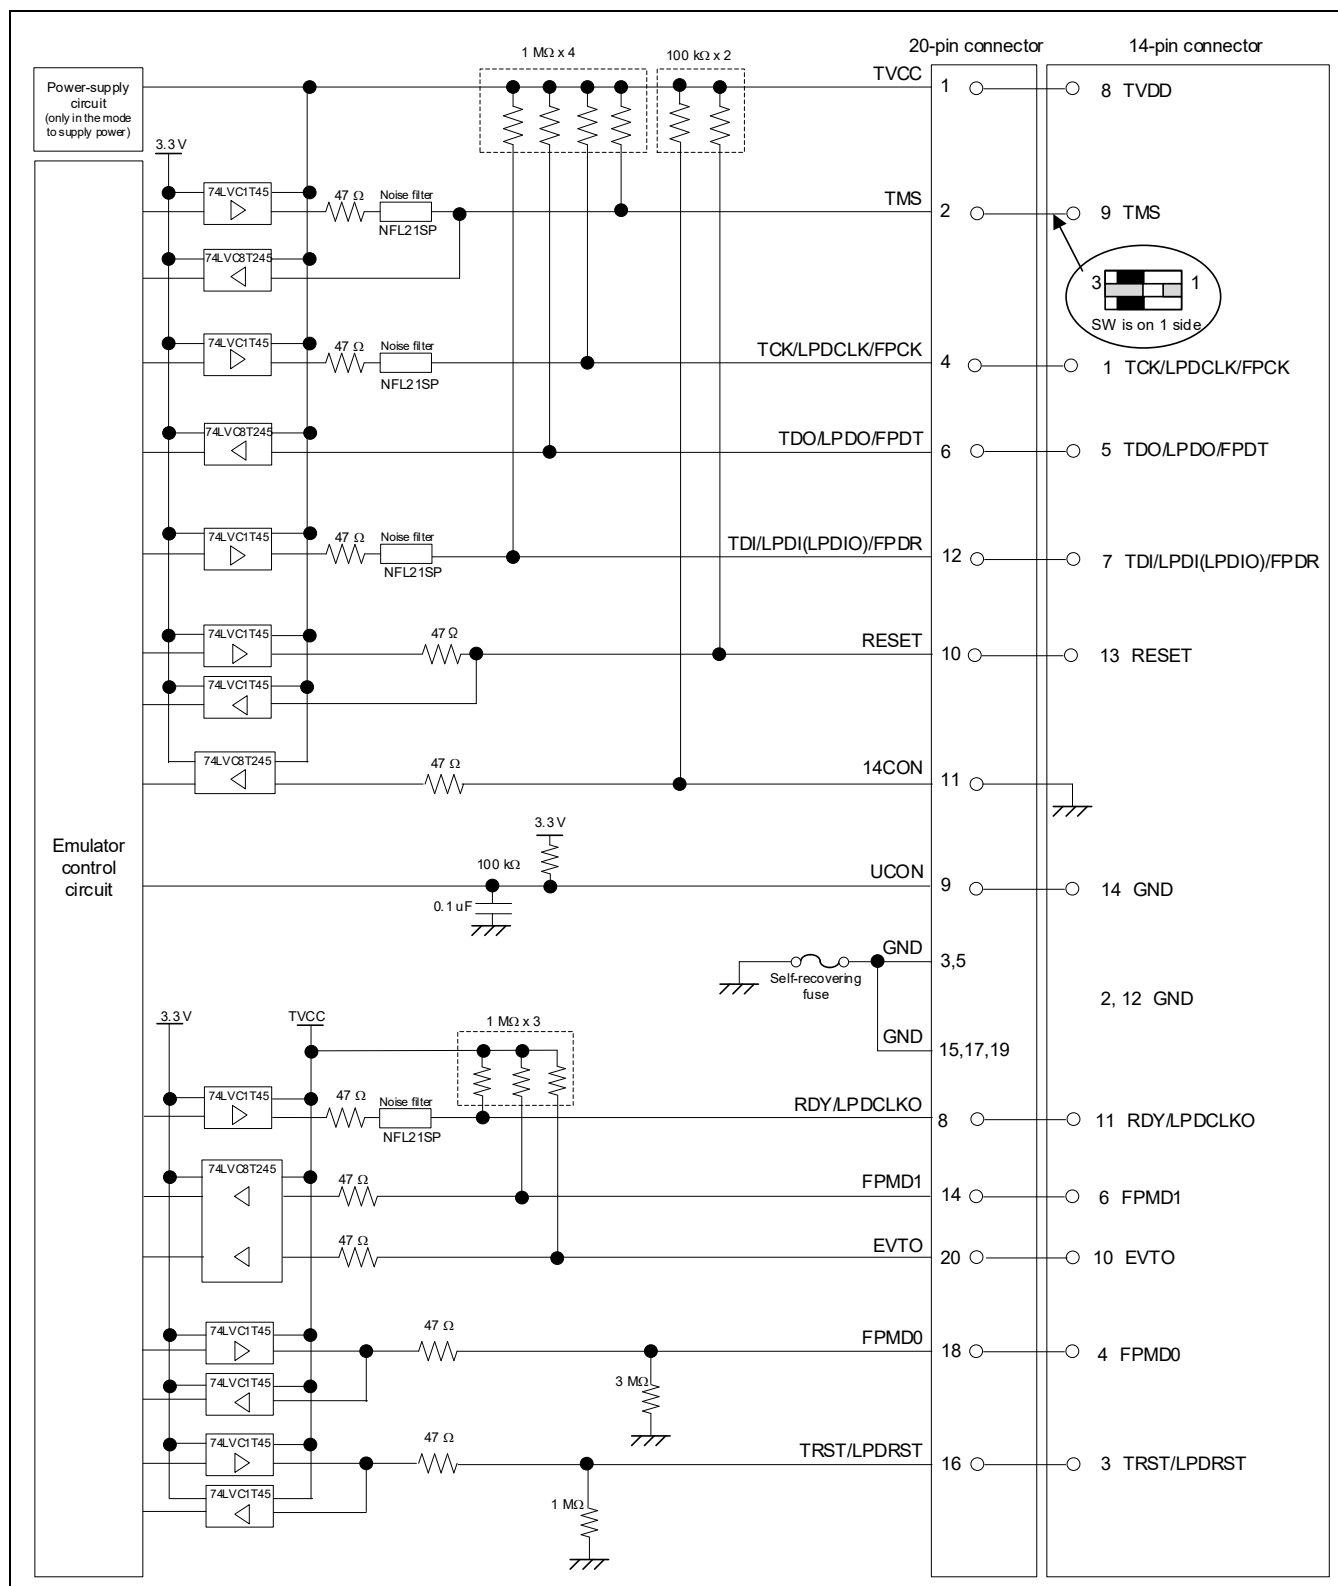 20-pin connector
14-pin connector
1 MΩ x 4
100 kΩ x 2
TVCC
1
8 TVDD
Power-supply
circuit
(only in the mode
to supply power)
3.3 V
74LVC1T45
47 Ω
Noise filter
NFL21SP
TMS
2
9 TMS
74LVC8T245
3
1
SW is on 1 side
74LVC1T45
47 Ω
Noise filter
NFL21SP
TCK/LPDCLK/FPCK
4
1 TCK/LPDCLK/FPCK
74LVC8T245
TDO/LPDO/FPDT
6
5 TDO/LPDO/FPDT
74LVC1T45
47 Ω
Noise filter
NFL21SP
TDI/LPDI(LPDIO)/FPDR
12
7 TDI/LPDI(LPDIO)/FPDR
74LVC1T45
47 Ω
RESET
10
13 RESET
74LVC1T45
74LVC8T245
47 Ω
14CON
11
Emulator
control
circuit
3.3 V
100 kΩ
0.1 uF
UCON
9
14 GND
GND
3,5
Self-recovering
fuse
2, 12 GND
GND
15,17,19
3.3 V
TVCC
1 MΩ x 3
74LVC1T45
47 Ω
Noise filter
NFL21SP
RDY/LPDCLKO
8
11 RDY/LPDCLKO
74LVC8T245
47 Ω
FPMD1
14
6 FPMD1
47 Ω
EVTO
20
10 EVTO
74LVC1T45
47 Ω
FPMD0
18
4 FPMD0
74LVC1T45
3 MΩ
74LVC1T45
47 Ω
TRST/LPDRST
16
3 TRST/LPDRST
74LVC1T45
1 MΩ